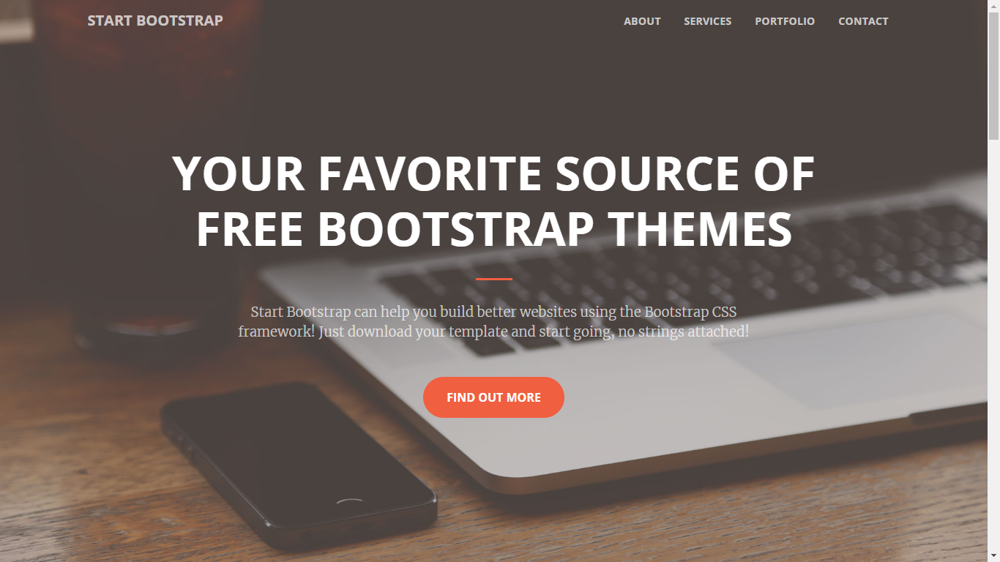 START BOOTSTRAP
ABOUT SERVICES PORTFOLIO CONTACT
YOUR FAVORITE SOURCE OF
FREE BOOTSTRAP THEMES
Start Bootstrap can help you build better websites using the Bootstrap CSS
framework! Just download your template and start going, no strings attached!
FIND OUT MORE